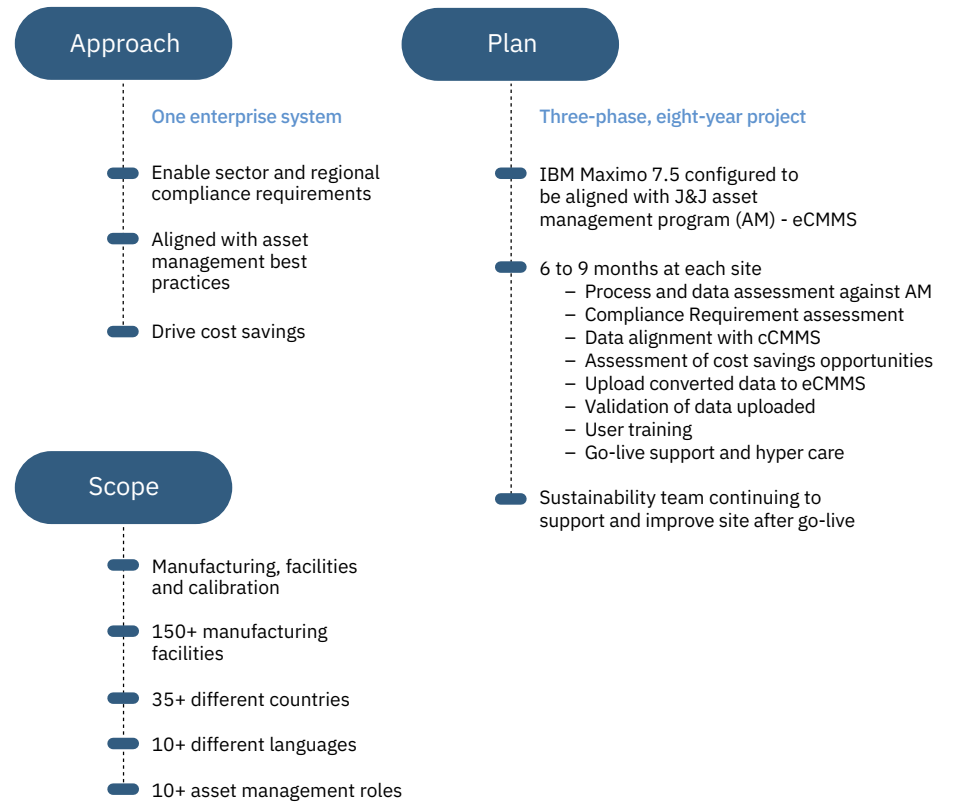 Approach
One enterprise system
Enable sector and regional
compliance requirements
Aligned with asset
management best
practices
Drive cost savings
Scope
Manufacturing, facilities
and calibration
150+ manufacturing
facilities
35+ different countries
10+ different languages
10+ asset management roles
Plan
Three-phase, eight-year project
IBM Maximo 7.5 configured to
be aligned with J&J asset
management program (AM) - eCMMS
6 to 9 months at each site
– Process and data assessment against AM
– Compliance Requirement assessment
– Data alignment with cCMMS
– Assessment of cost savings opportunities
– Upload converted data to eCMMS
– Validation of data uploaded
– User training
– Go-live support and hyper care
Sustainability team continuing to
support and improve site after go-live